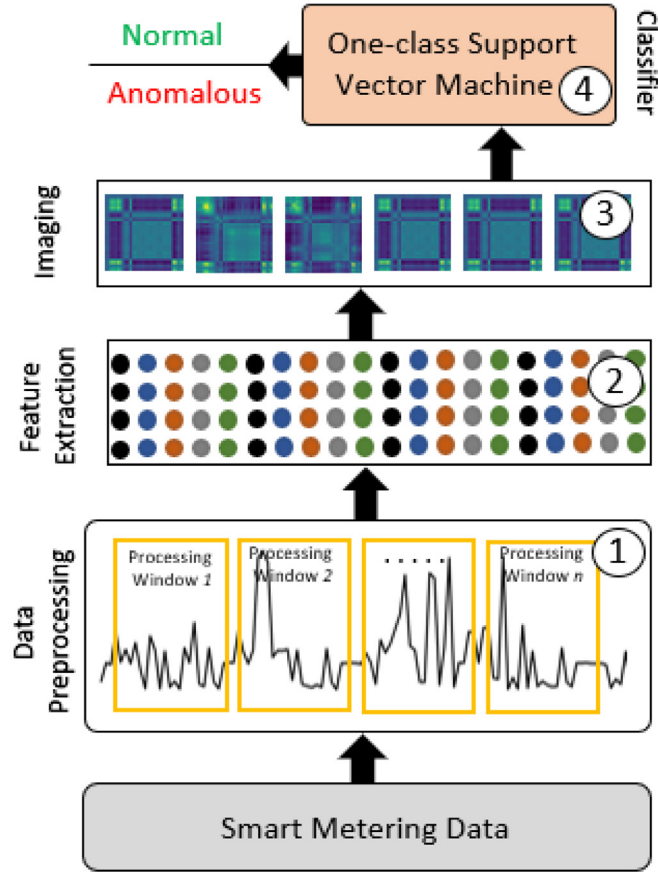 Normal
Anomalous
One-class Support
Vector Machine
4
Classifier
Imaging
3
Feature
Extraction
2
Data
Preprocessing
1
Processing
Window 1
Processing
Window 2
. . . . .
Processing
Window n
Smart Metering Data